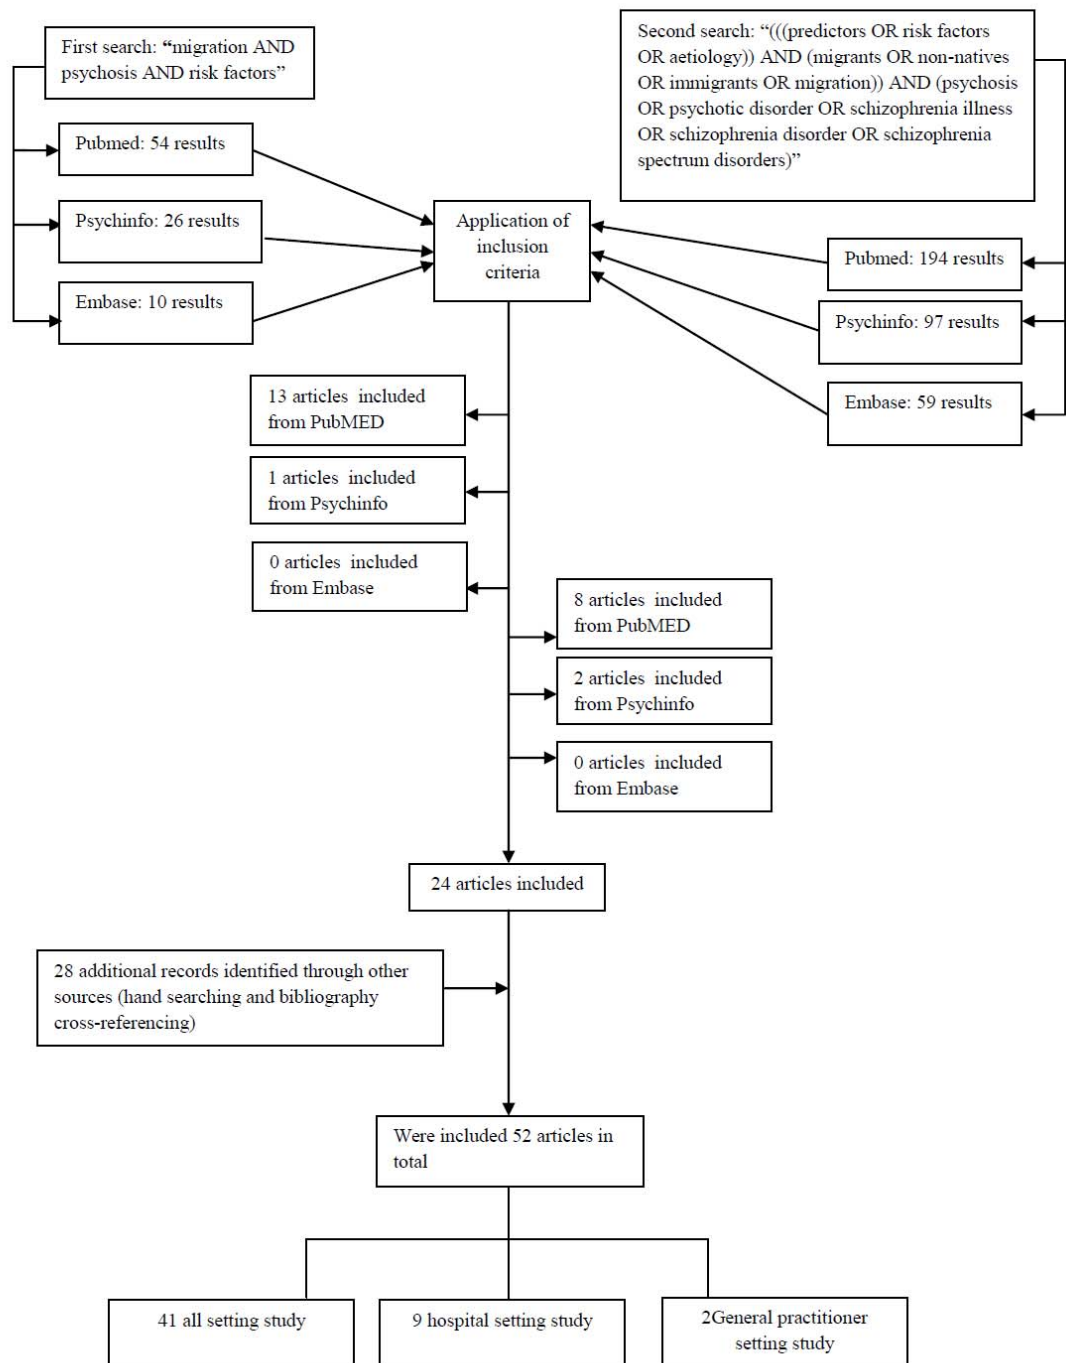 First search: “migration AND
psychosis AND risk factors”
Pubmed: 54 results
Psychinfo: 26 results
Embase: 10 results
Second search: “(((predictors OR risk factors
OR aetiology)) AND (migrants OR non-natives
OR immigrants OR migration)) AND (psychosis
OR psychotic disorder OR schizophrenia illness
OR schizophrenia disorder OR schizophrenia
spectrum disorders)”
Pubmed: 194 results
Psychinfo: 97 results
Embase: 59 results
Application of
inclusion
criteria
13 articles included
from PubMED
1 articles included
from Psychinfo
0 articles included
from Embase
8 articles included
from PubMED
2 articles included
from Psychinfo
0 articles included
from Embase
24 articles included
28 additional records identified through other
sources (hand searching and bibliography
cross-referencing)
Were included 52 articles in
total
41 all setting study
9 hospital setting study
2General practitioner
setting study